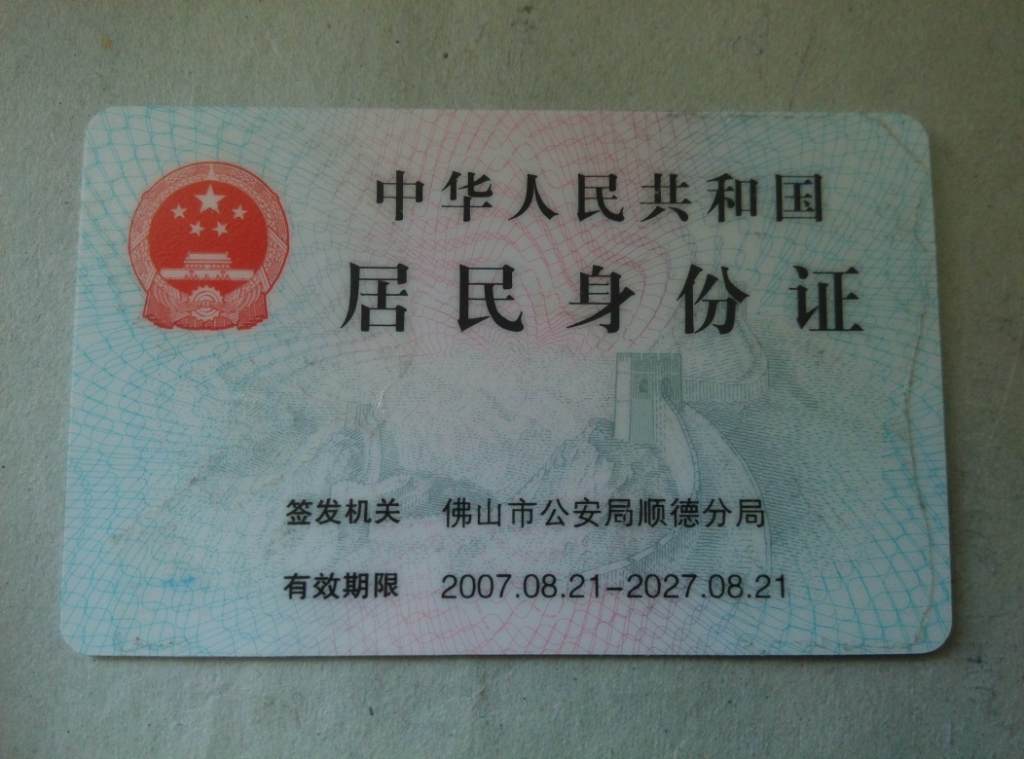 中华人民共和国
居民身份证
签发机关 佛山市公安局顺德分局
有效期限 2007.08.21-2027.08.21